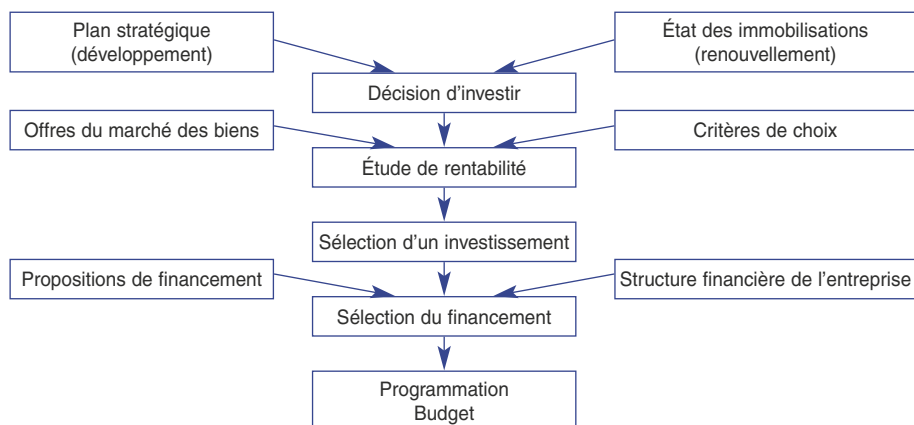 Plan stratégique
(développement)
État des immobilisations
(renouvellement)
Décision d'investir
Offres du marché des biens
Critères de choix
Étude de rentabilité
Sélection d'un investissement
Propositions de financement
Structure financière de l'entreprise
Sélection du financement
Programmation
Budget